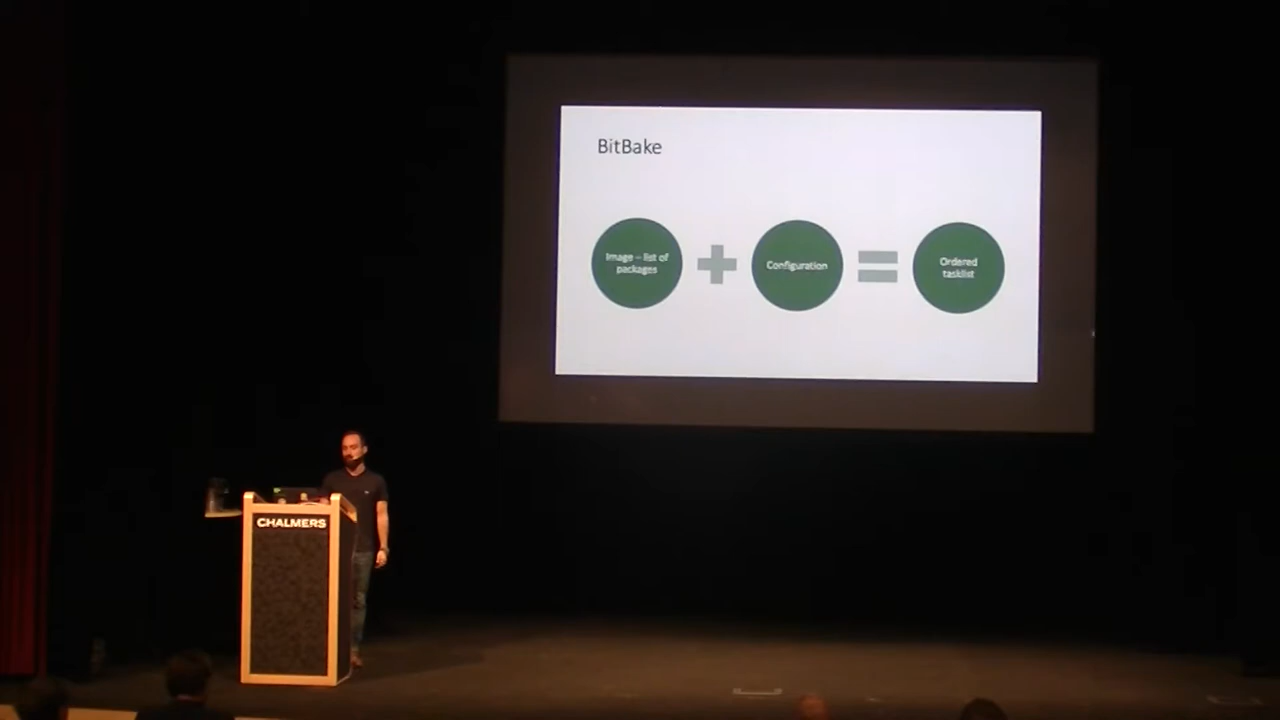 BitBake
Image – list of
packages
Configuration
Ordered
tasklist
CHALMERS